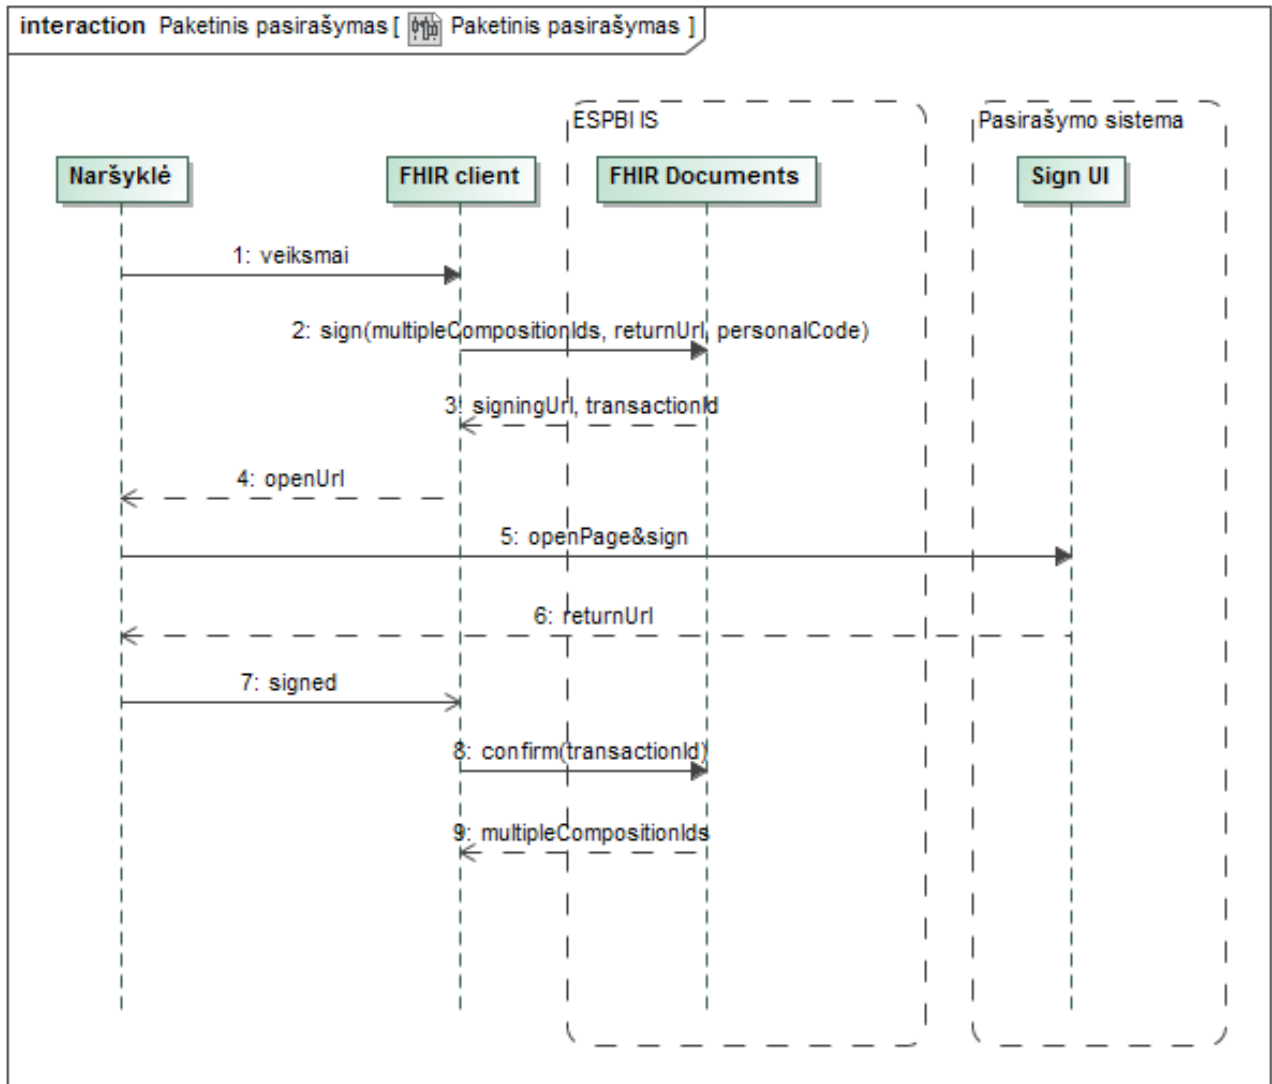 interaction Paketinis pasirašymas [ Paketinis pasirašymas ]
ESPBI IS
Pasirašymo sistema
Naršyklė
FHIR client
FHIR Documents
Sign UI
1: veiksmai
2: sign(multipleCompositionIds, returnUrl, personalCode)
3: signingUrl, transactionId
4: openUrl
5: openPage&sign
6: returnUrl
7: signed
8: confirm(transactionId)
9: multipleCompositionIds